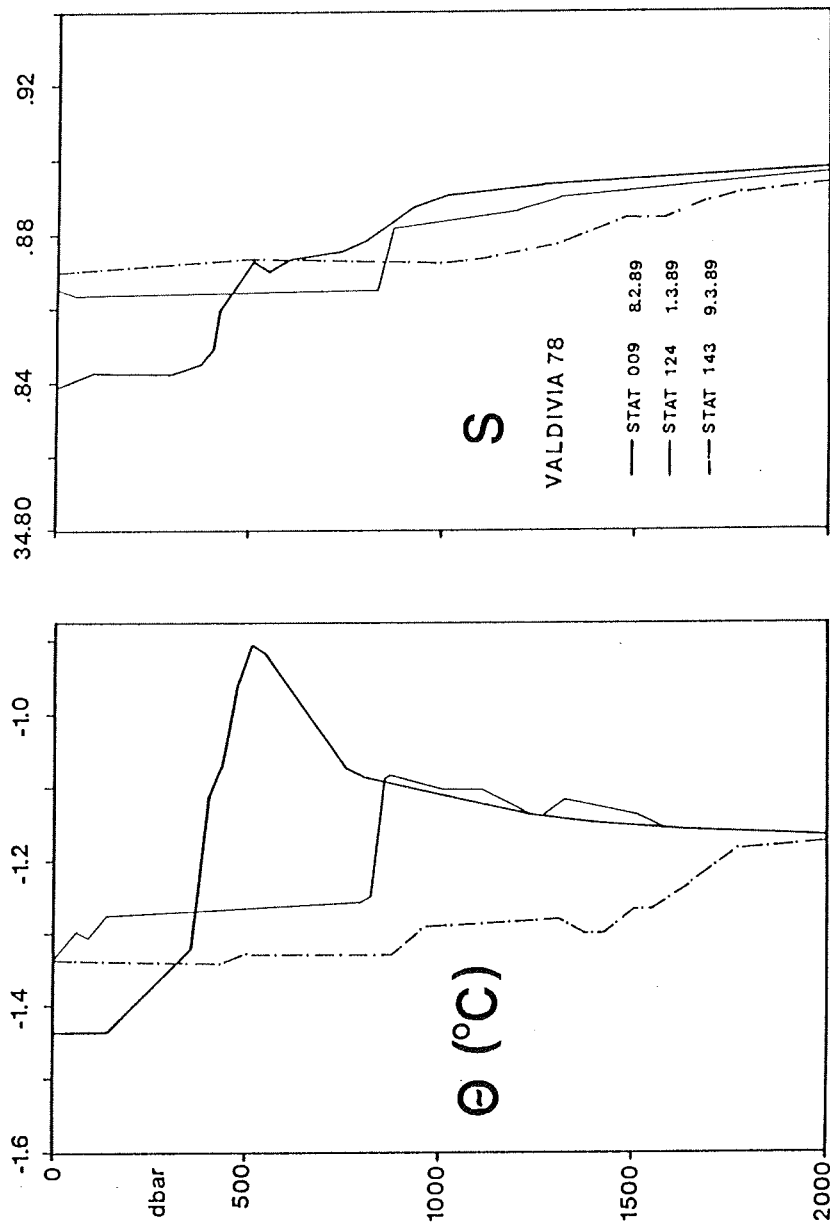 -1.6 -1.4 -1.2 -1.0
34.80 .84 .88 .92
0
dbar
500
1000
1500
2000
Θ (°C)
S
VALDIVIA 78
STAT 009 8.2.89
STAT 124 1.3.89
STAT 143 9.3.89